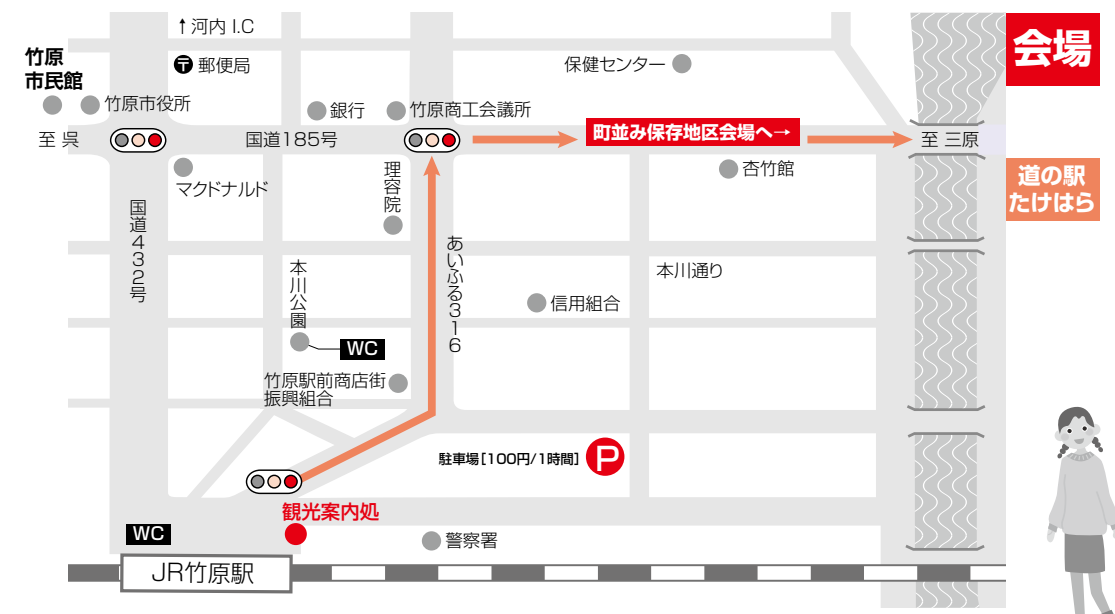 ↑河内 I.C
会場
竹原
市民館
〒 郵便局
保健センター
竹原市役所
銀行
竹原商工会議所
至 呉
国道185号
町並み保存地区会場へ→
至 三原
マクドナルド
理容院
杏竹館
道の駅
たけはら
国道432号
あいふる316
本川公園
本川通り
信用組合
WC
竹原駅前商店街
振興組合
駐車場[100円/1時間]
P
観光案内処
WC
警察署
JR竹原駅